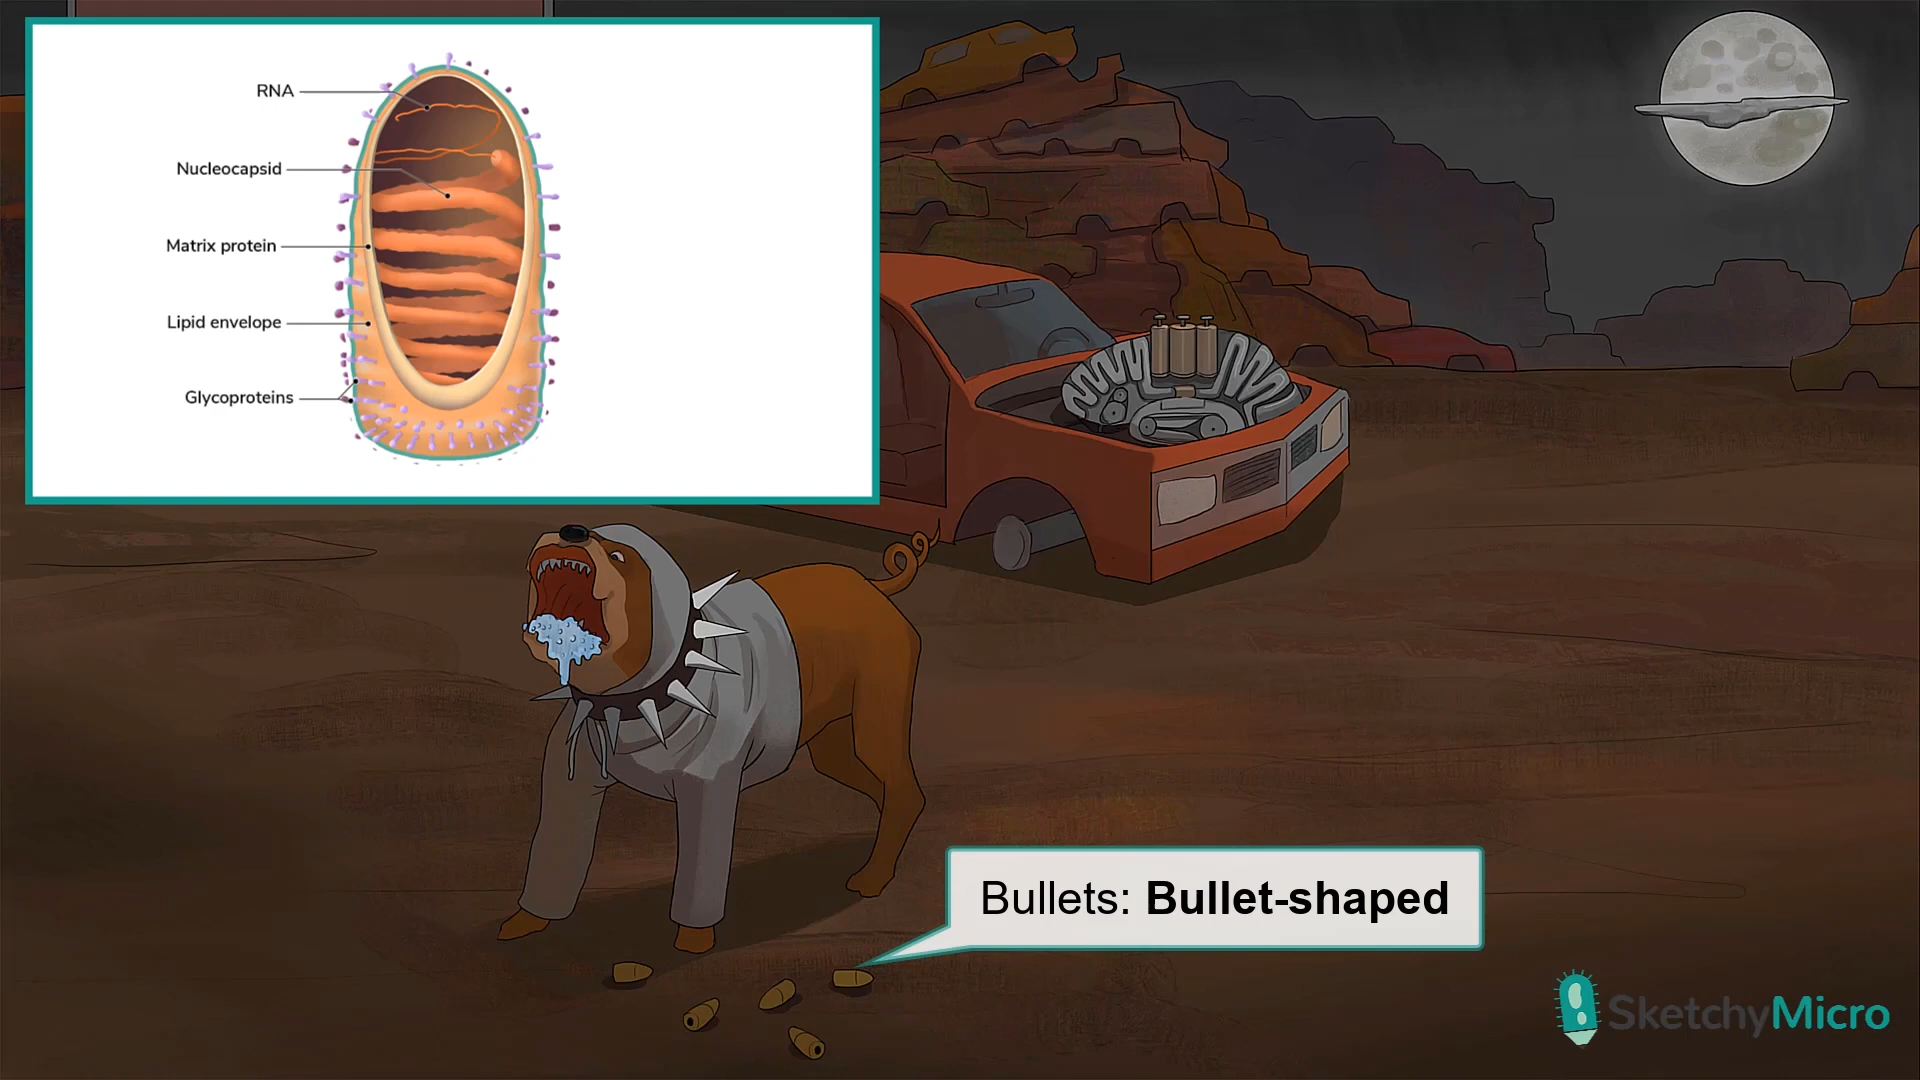 RNA
Nucleocapsid
Matrix protein
Lipid envelope
Glycoproteins
Bullets: Bullet-shaped
SketchyMicro